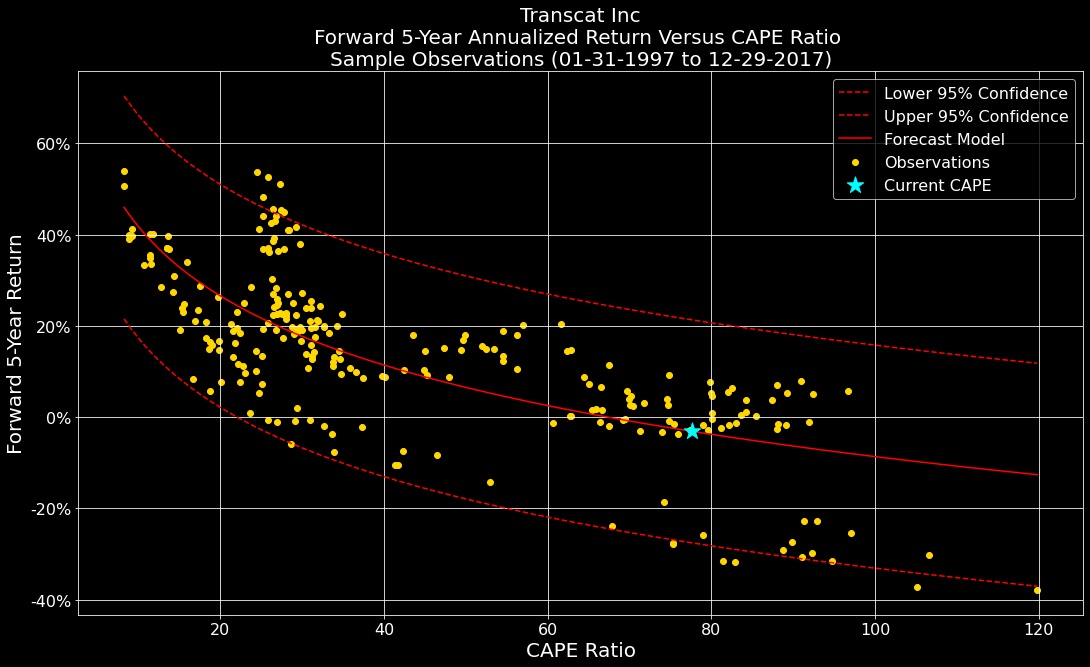 Transcat Inc
Forward 5-Year Annualized Return Versus CAPE Ratio
Sample Observations (01-31-1997 to 12-29-2017)
Lower 95% Confidence
Upper 95% Confidence
Forecast Model
Observations
Current CAPE
Forward 5-Year Return
60%
40%
20%
0%
-20%
-40%
20 40 60 80 100 120
CAPE Ratio